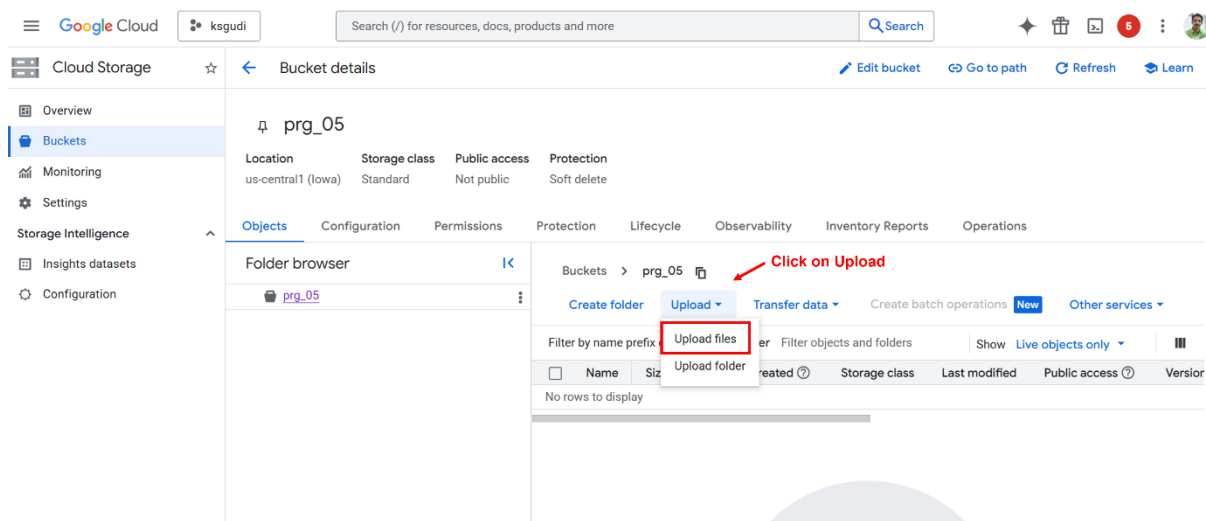 Google Cloud
ksgudi
Search (/) for resources, docs, products and more
Search
5
Cloud Storage
Bucket details
Edit bucket
Go to path
Refresh
Learn
Overview
Buckets
Monitoring
Settings
Storage Intelligence
Insights datasets
Configuration
prg_05
Location Storage class Public access Protection
us-central1 (Iowa) Standard Not public Soft delete
Objects Configuration Permissions Protection Lifecycle Observability Inventory Reports Operations
Folder browser
prg_05
Buckets > prg_05
Click on Upload
Create folder Upload Transfer data Create batch operations New Other services
Upload files
Upload folder
Filter by name prefix Filter objects and folders Show Live objects only
Name Storage class Last modified Public access
No rows to display